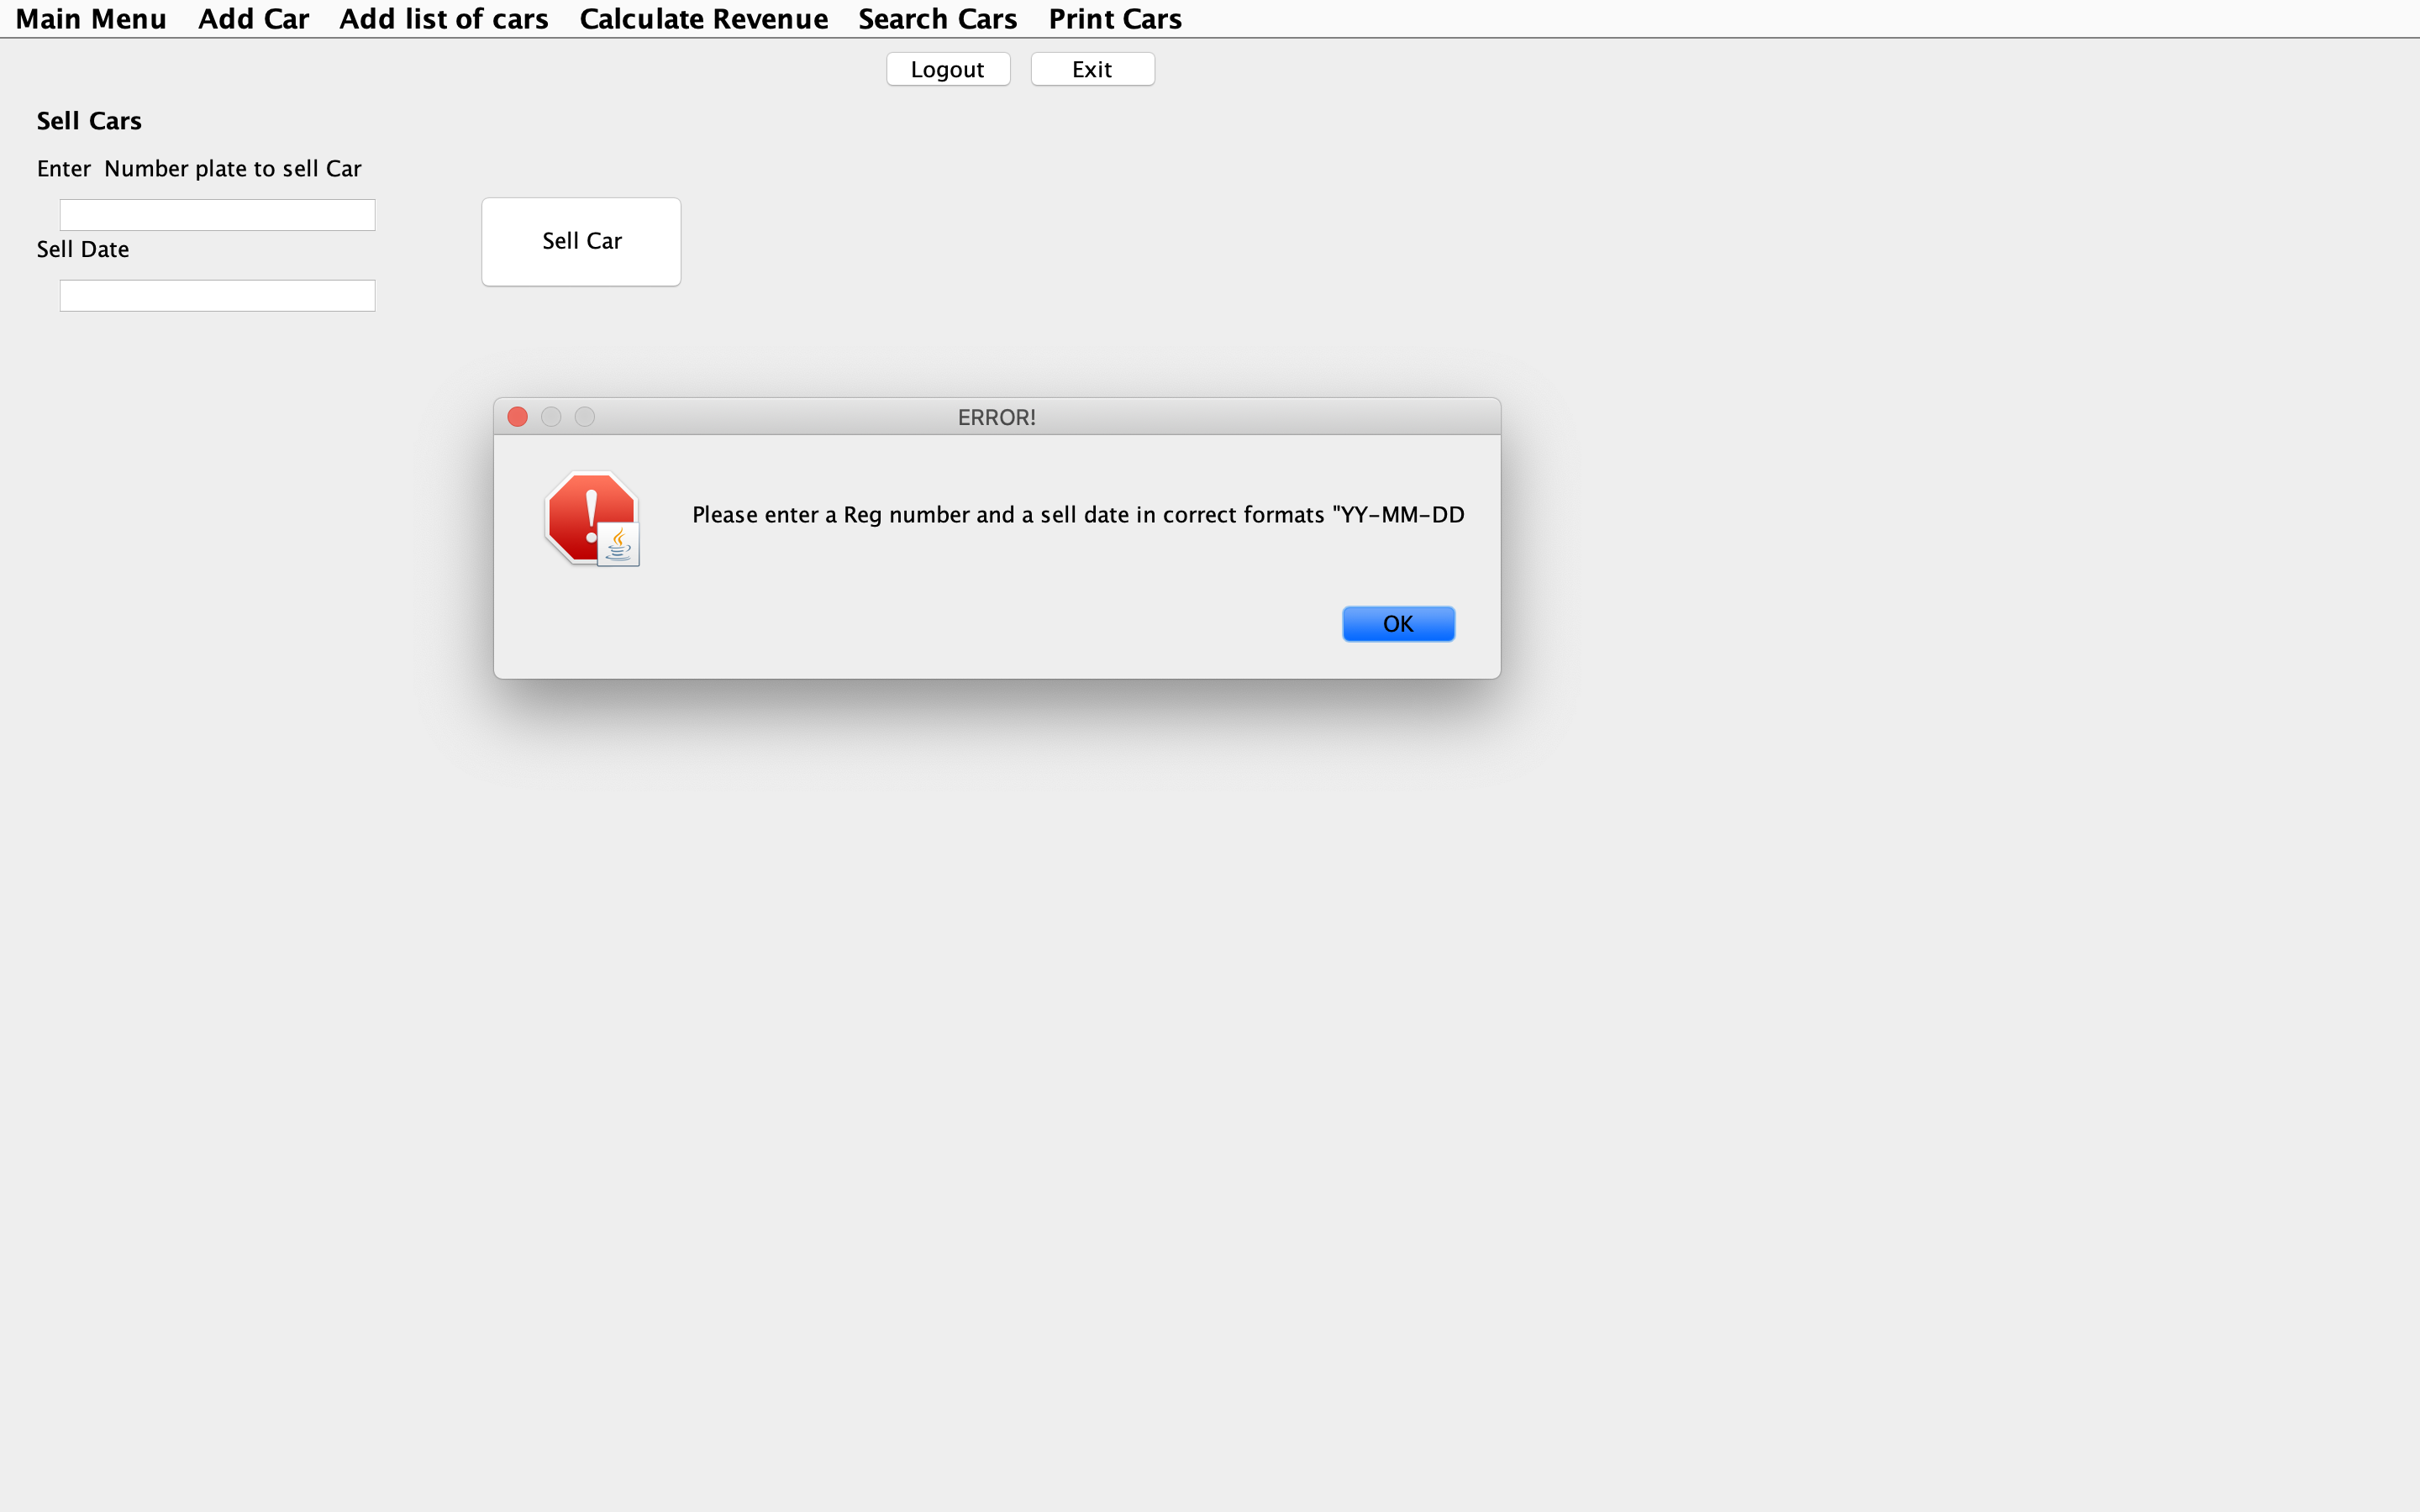 Main Menu Add Car Add list of cars Calculate Revenue Search Cars Print Cars
Logout Exit
Sell Cars
Enter  Number plate to sell Car
Sell Car
Sell Date
ERROR!
Please enter a Reg number and a sell date in correct formats "YY-MM-DD
OK